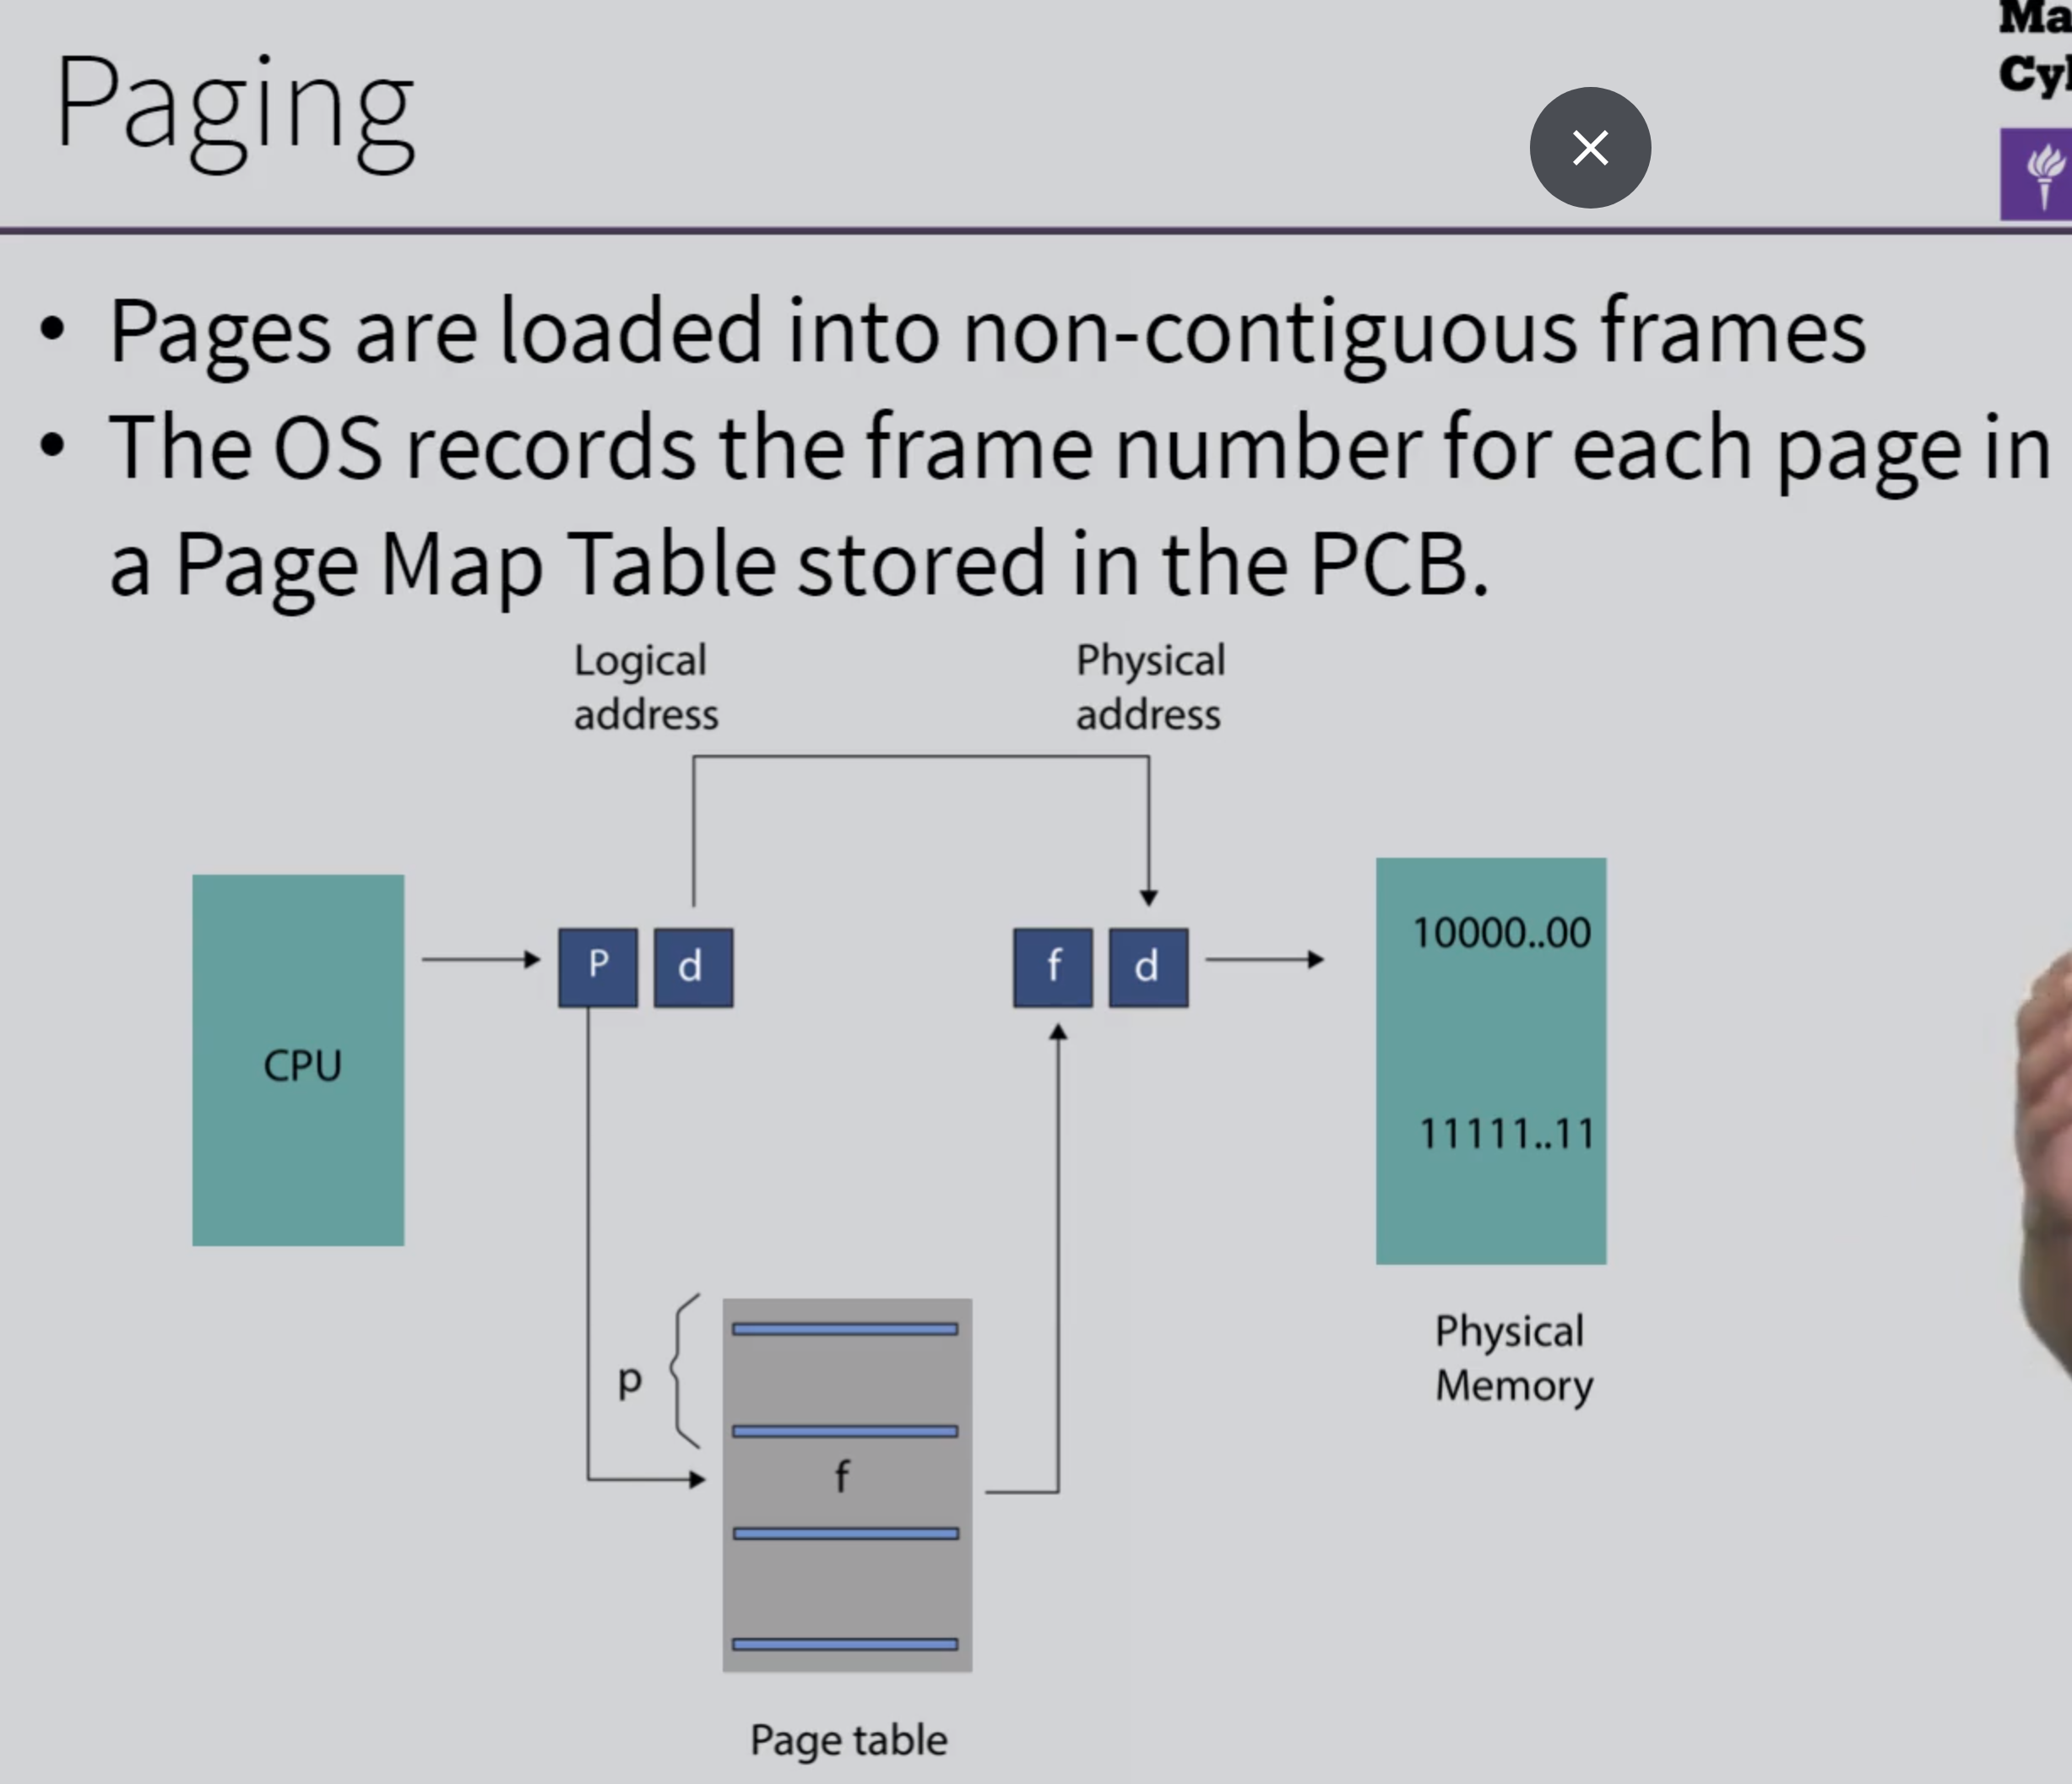 Ma
Cyl
Paging
• Pages are loaded into non-contiguous frames
• The OS records the frame number for each page in
a Page Map Table stored in the PCB.
Logical
address
Physical
address
CPU
P
d
f
d
10000..00
11111..11
p
f
Physical
Memory
Page table